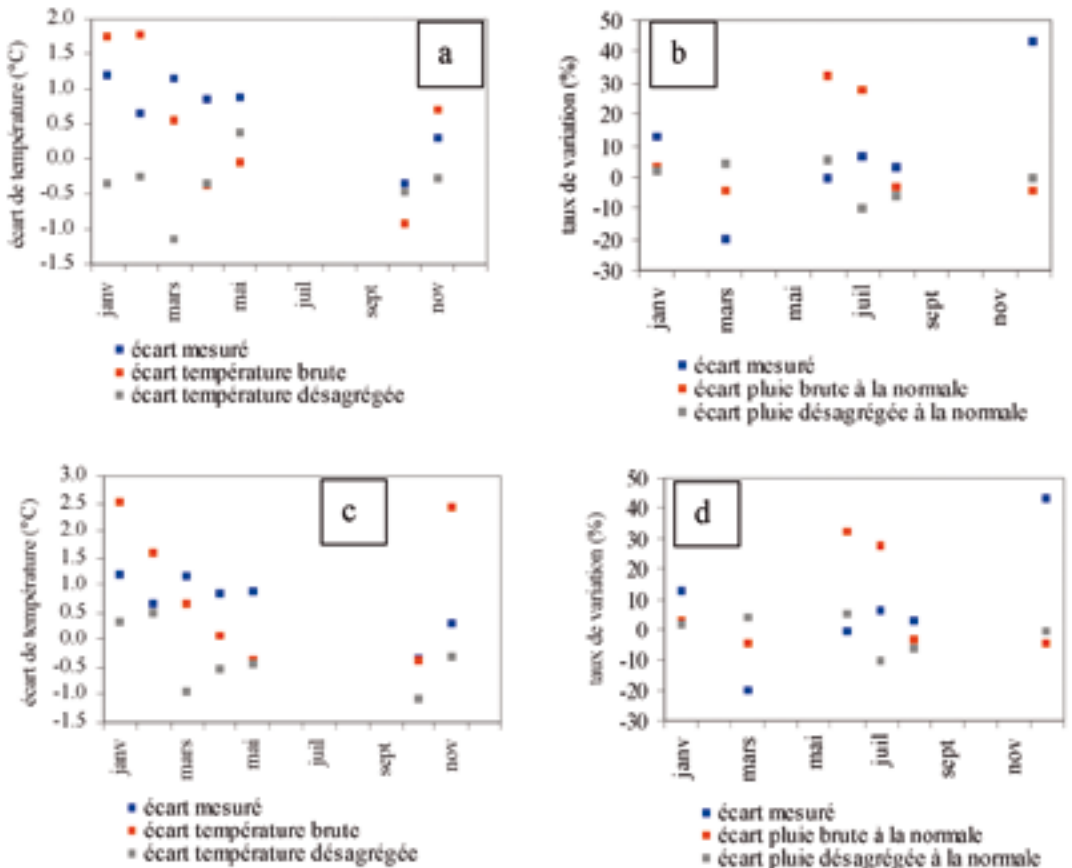 2.0
1.5
1.0
0.5
0.0
-0.5
-1.0
-1.5
écart de température (°C)
a
janv
mars
mai
juil
sept
nov
écart mesuré
écart température brute
écart température désagrégée
50
40
30
20
10
0
-10
-20
-30
taux de variation (%)
b
janv
mars
mai
juil
sept
nov
écart mesuré
écart pluie brute à la normale
écart pluie désagrégée à la normale
3.0
2.5
2.0
1.5
1.0
0.5
0.0
-0.5
-1.0
-1.5
écart de température (°C)
c
janv
mars
mai
juil
sept
nov
écart mesuré
écart température brute
écart température désagrégée
50
40
30
20
10
0
-10
-20
-30
taux de variation (%)
d
janv
mars
mai
juil
sept
nov
écart mesuré
écart pluie brute à la normale
écart pluie désagrégée à la normale